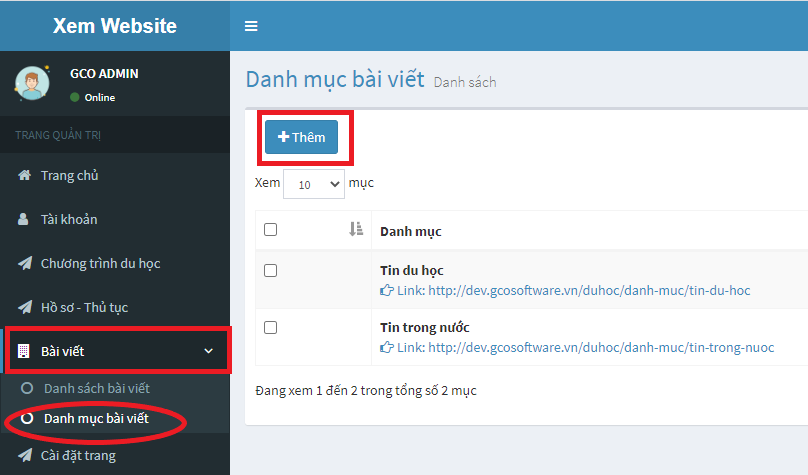 Xem Website
GCO ADMIN
Online
TRANG QUẢN TRỊ
Trang chủ
Tài khoản
Chương trình du học
Hồ sơ - Thủ tục
Bài viết
Danh sách bài viết
Danh mục bài viết
Cài đặt trang
Danh mục bài viết Danh sách
Thêm
Xem 10 mục
Danh mục
Tin du học
Link: http://dev.gcosoftware.vn/duhoc/danh-muc/tin-du-hoc
Tin trong nước
Link: http://dev.gcosoftware.vn/duhoc/danh-muc/tin-trong-nuoc
Đang xem 1 đến 2 trong tổng số 2 mục